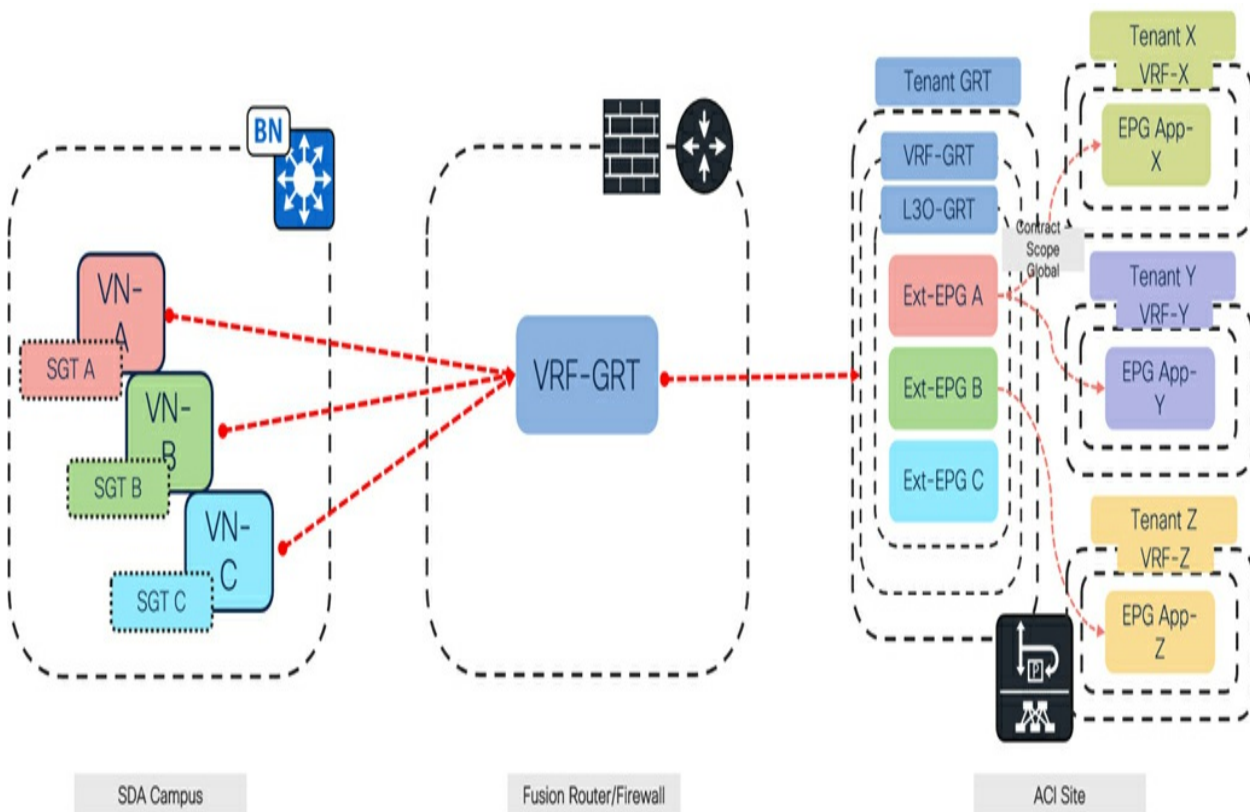 BN
VN-
A
SGT A
VN-
B
SGT B
VN-
C
SGT C
SDA Campus
VRF-GRT
Fusion Router/Firewall
Tenant GRT
VRF-GRT
L3O-GRT
Ext-EPG A
Ext-EPG B
Ext-EPG C
Contract
Scope
Global
Tenant X
VRF-X
EPG App-
X
Tenant Y
VRF-Y
EPG App-
Y
Tenant Z
VRF-Z
EPG App-
Z
P
ACI Site